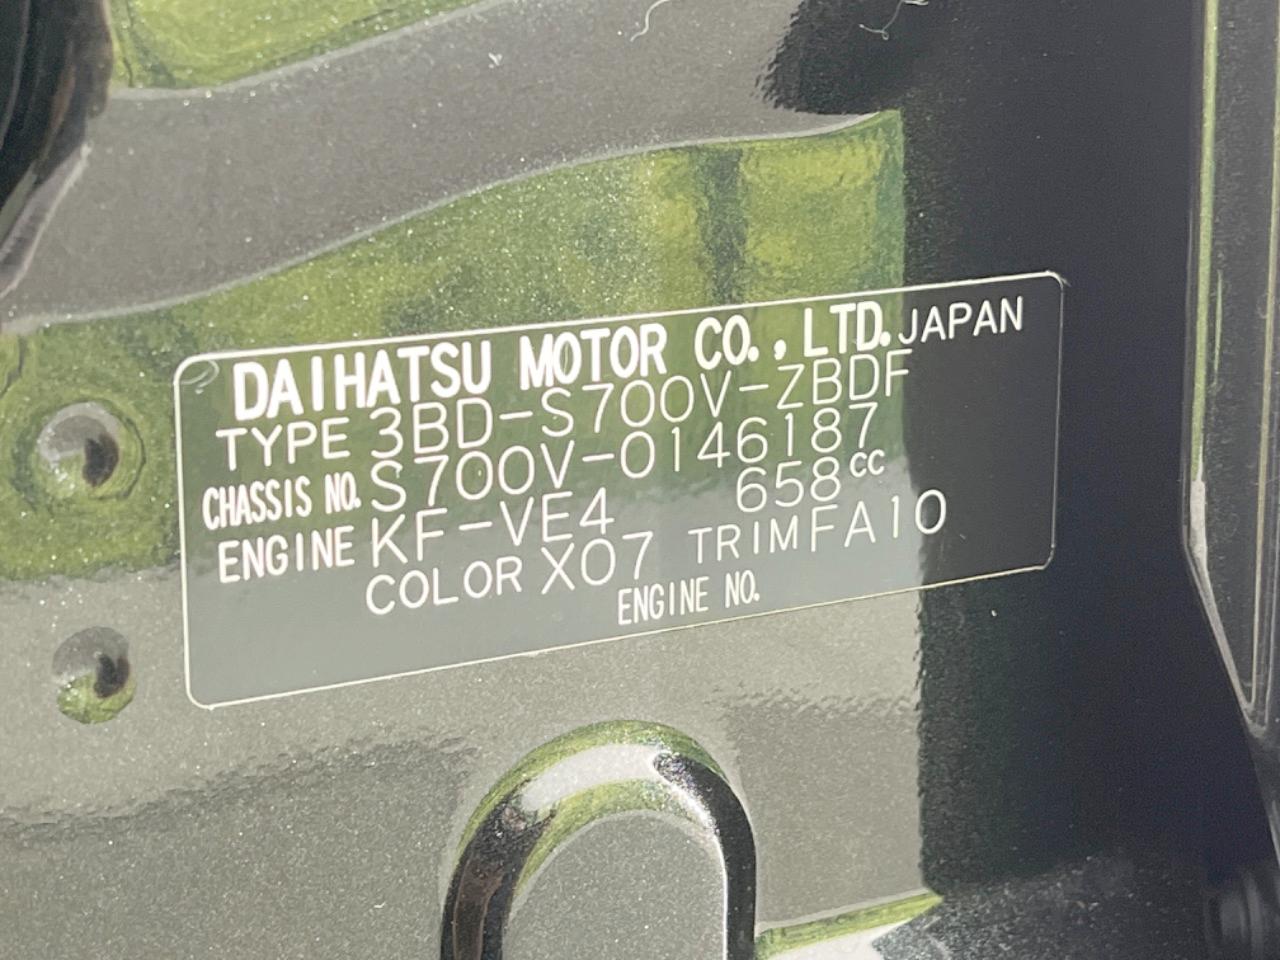 DAIHATSU MOTOR CO., LTD. JAPAN
TYPE 3BD-S700V-ZBDF
CHASSIS NO. S700V-0146187
ENGINE KF-VE4 658cc
COLOR X07 TRIM FA10
ENGINE NO.